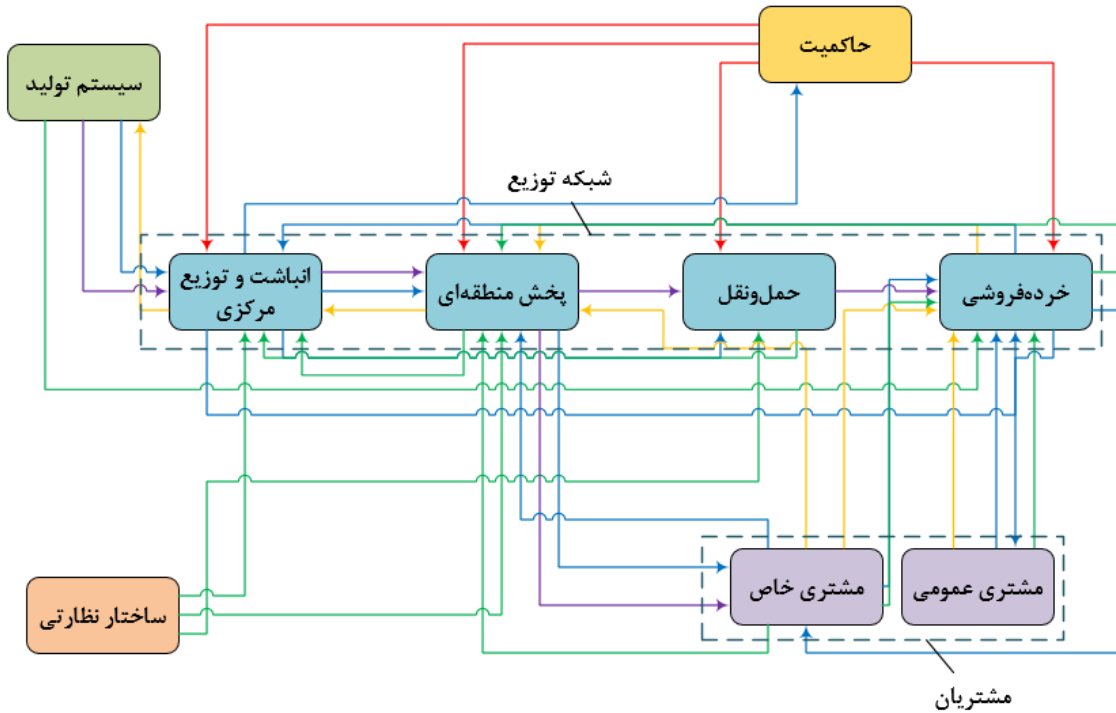 حاکمیت
سیستم تولید
شبکه توزیع
انباشت و توزیع
مرکزی
پخش منطقه‌ای
حمل‌ونقل
خرده‌فروشی
ساختار نظارتی
مشتری خاص
مشتری عمومی
مشتریان